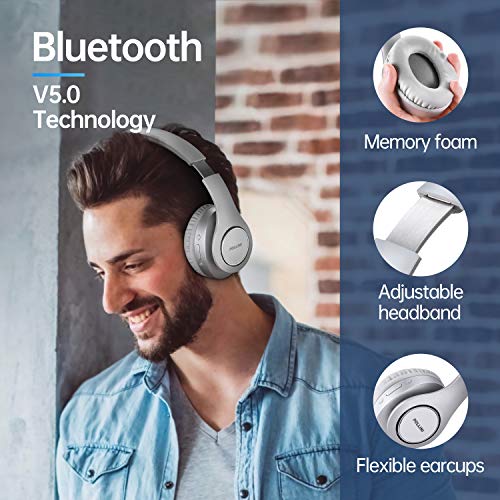 Bluetooth
V5.0
Technology
Memory foam
Adjustable
headband
Flexible earcups